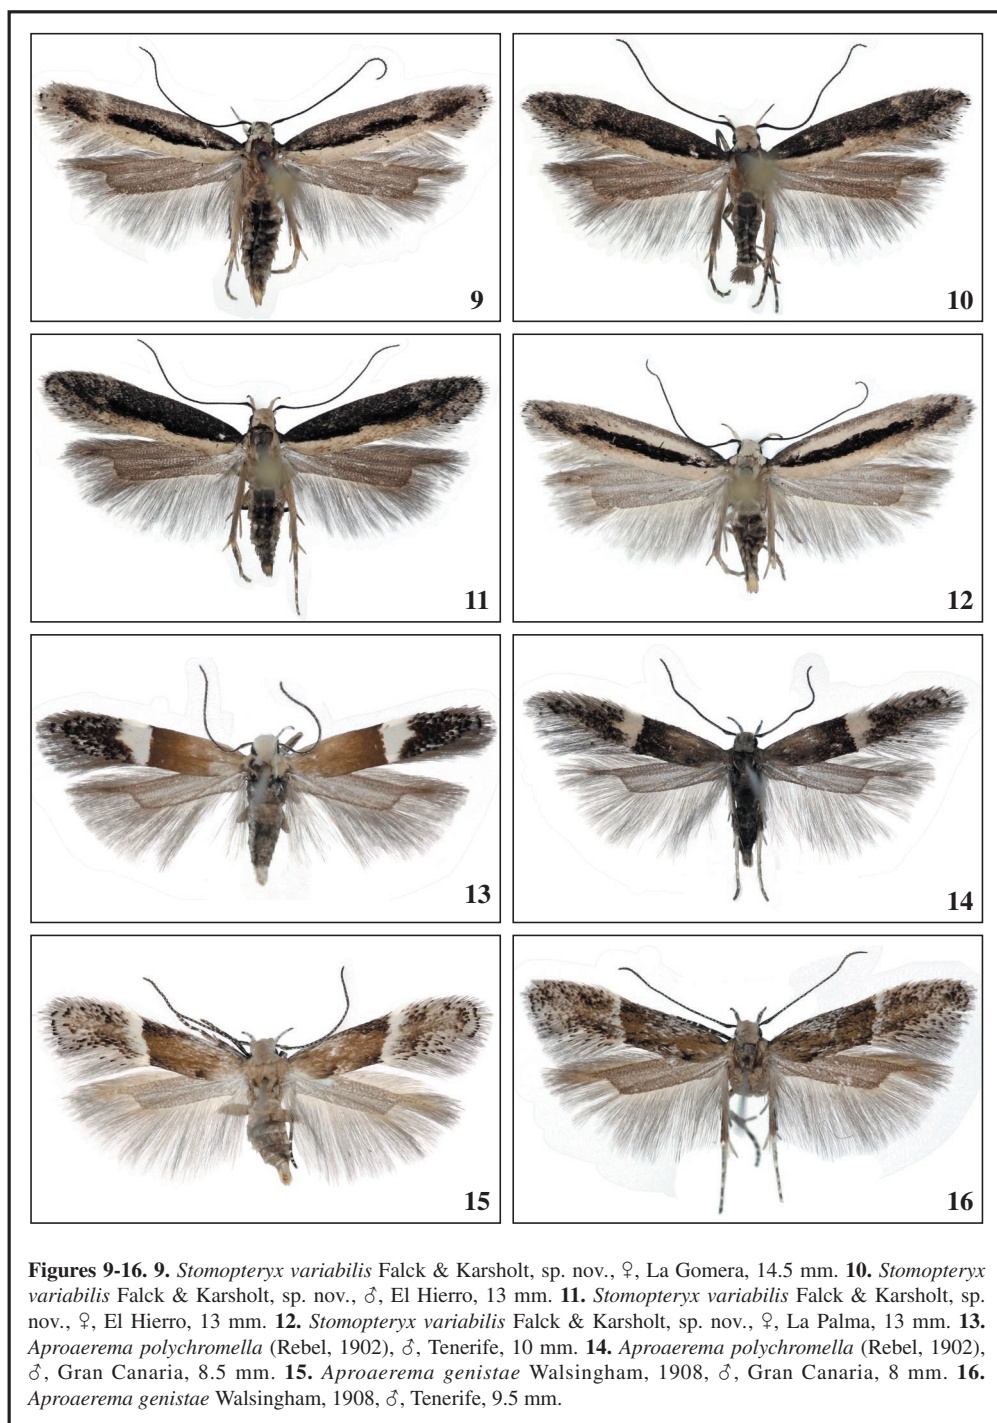 9
10
11
12
13
14
15
16
Figures 9-16. 9. Stomopteryx variabilis Falck & Karsholt, sp. nov., ♀, La Gomera, 14.5 mm. 10. Stomopteryx
variabilis Falck & Karsholt, sp. nov., ♂, El Hierro, 13 mm. 11. Stomopteryx variabilis Falck & Karsholt, sp.
nov., ♀, El Hierro, 13 mm. 12. Stomopteryx variabilis Falck & Karsholt, sp. nov., ♀, La Palma, 13 mm. 13.
Aproaerema polychromella (Rebel, 1902), ♂, Tenerife, 10 mm. 14. Aproaerema polychromella (Rebel, 1902),
♂, Gran Canaria, 8.5 mm. 15. Aproaerema genistae Walsingham, 1908, ♂, Gran Canaria, 8 mm. 16.
Aproaerema genistae Walsingham, 1908, ♂, Tenerife, 9.5 mm.